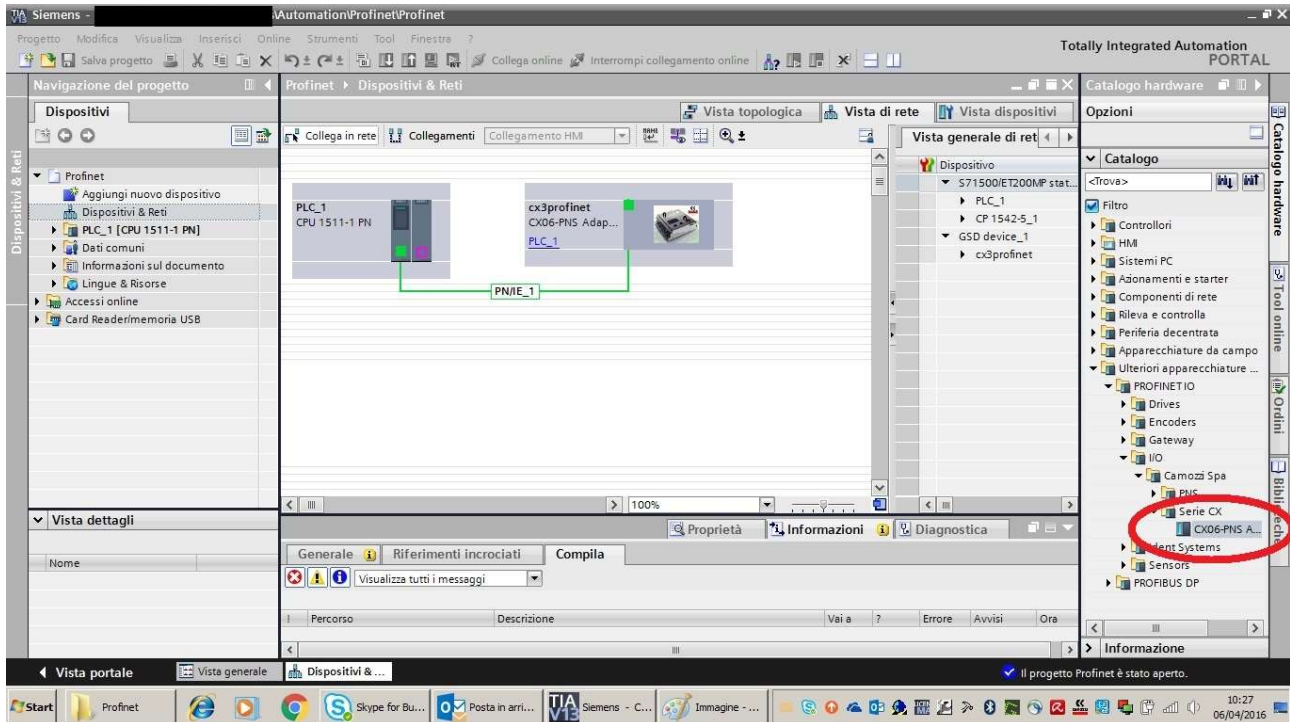 TIA V13 Siemens - \Automation\Profinet\Profinet
Progetto Modifica Visualizza Inserisci Online Strumenti Tool Finestra ?
Totally Integrated Automation
PORTAL
Salva progetto Collega online Interrompi collegamento online
Navigazione del progetto
Dispositivi
Dispositivi & Reti
Profinet
Aggiungi nuovo dispositivo
Dispositivi & Reti
PLC_1 [CPU 1511-1 PN]
Dati comuni
Informazioni sul documento
Lingue & Risorse
Accessi online
Card Reader/memoria USB
Vista dettagli
Nome
Profinet Dispositivi & Reti
Vista topologica Vista di rete Vista dispositivi
Collega in rete Collegamenti Collegamento HMI
PLC_1
CPU 1511-1 PN
cx3profinet
CX06-PNS Adap...
PLC_1
PN/IE_1
100%
Vista generale di ret
Dispositivo
S71500/ET200MP stat...
PLC_1
CP 1542-5_1
GSD device_1
cx3profinet
Proprietà Informazioni Diagnostica
Generale Riferimenti incrociati Compila
Visualizza tutti i messaggi
! Percorso Descrizione Vai a ? Errore Avvisi Ora
Catalogo hardware
Opzioni
Catalogo
<Trova>
Filtro
Controllori
HMI
Sistemi PC
Azionamenti e starter
Componenti di rete
Rileva e controlla
Periferia decentrata
Apparecchiature da campo
Ulteriori apparecchiature ...
PROFINET IO
Drives
Encoders
Gateway
I/O
Camozzi Spa
PNS
Serie CX
CX06-PNS A...
Ident Systems
Sensors
PROFIBUS DP
Informazione
Catalogo hardware
Tool online
Ordini
Biblioteche
Vista portale Vista generale Dispositivi & ... Il progetto Profinet è stato aperto.
Start Profinet Skype for Bu... Posta in arri... TIA V13 Siemens - C... Immagine - ...
10:27
06/04/2016